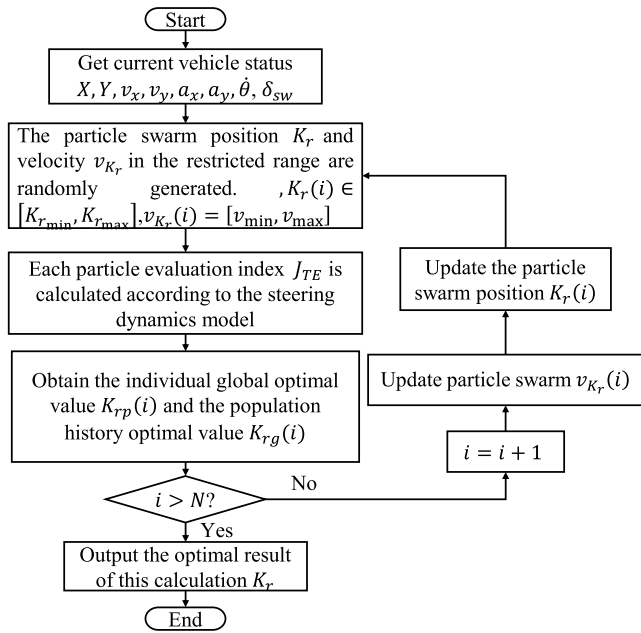 Start
Get current vehicle status
X, Y, v_x, v_y, a_x, a_y, θ̇, δ_sw
The particle swarm position K_r and
velocity v_{K_r} in the restricted range are
randomly generated. , K_r(i) ∈
[K_{r_min}, K_{r_max}], v_{K_r}(i) = [v_min, v_max]
Each particle evaluation index J_TE is
calculated according to the steering
dynamics model
Obtain the individual global optimal
value K_rp(i) and the population
history optimal value K_rg(i)
i > N?
No
Yes
Output the optimal result
of this calculation K_r
End
i = i + 1
Update particle swarm v_{K_r}(i)
Update the particle
swarm position K_r(i)